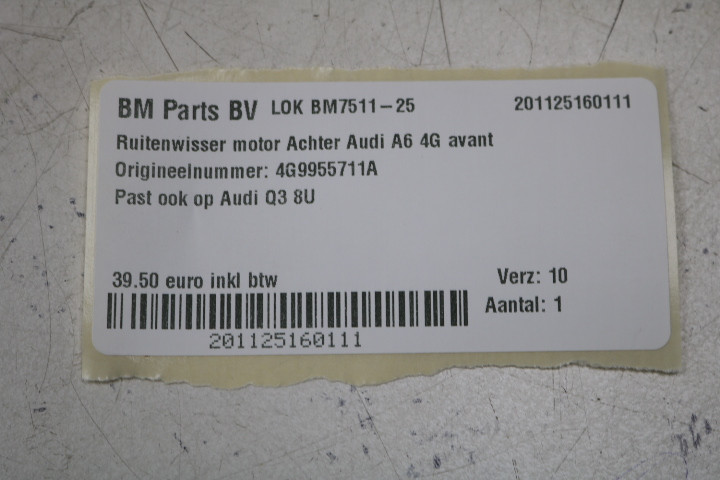 BM Parts BV LOK BM7511-25 201125160111
Ruitenwisser motor Achter Audi A6 4G avant
Origineelnummer: 4G9955711A
Past ook op Audi Q3 8U
39.50 euro inkl btw Verz: 10
Aantal: 1
201125160111